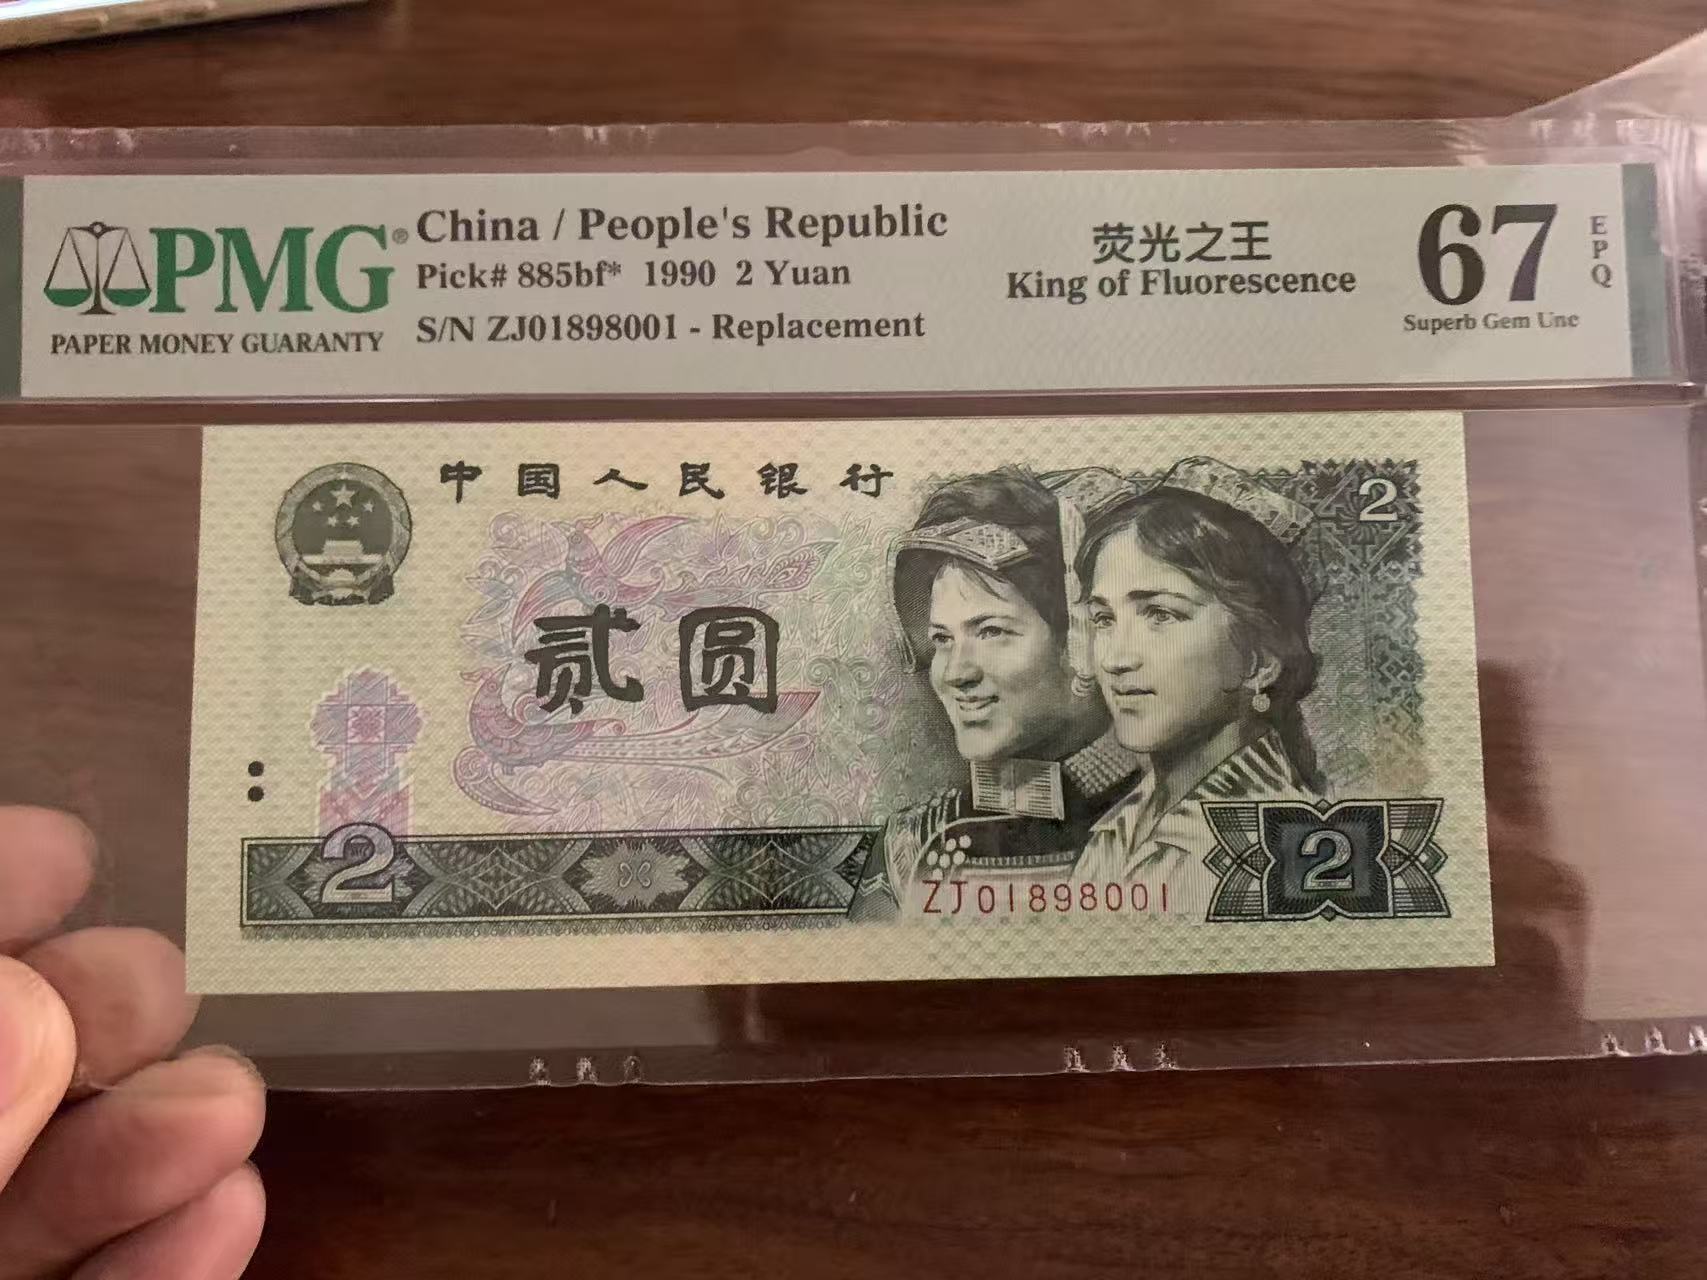 PMG®
PAPER MONEY GUARANTY
China / People's Republic
Pick# 885bf* 1990 2 Yuan
S/N ZJ01898001 - Replacement
荧光之王
King of Fluorescence
67
EPQ
Superb Gem Unc
中国人民银行
2
贰圆
2
ZJ01898001
2